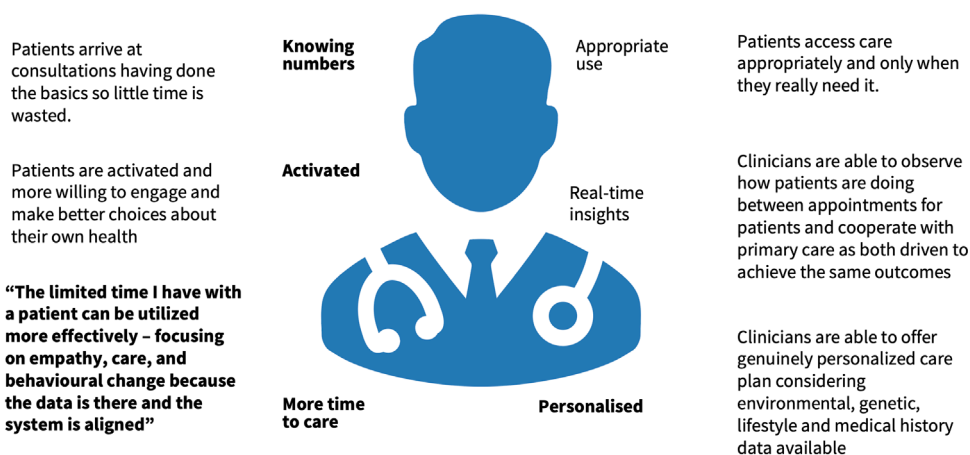 Patients arrive at
consultations having done
the basics so little time is
wasted.
Knowing
numbers
Appropriate
use
Patients access care
appropriately and only when
they really need it.
Patients are activated and
more willing to engage and
make better choices about
their own health
Activated
Real-time
insights
Clinicians are able to observe
how patients are doing
between appointments for
patients and cooperate with
primary care as both driven to
achieve the same outcomes
“The limited time I have with
a patient can be utilized
more effectively – focusing
on empathy, care, and
behavioural change because
the data is there and the
system is aligned”
More time
to care
Personalised
Clinicians are able to offer
genuinely personalized care
plan considering
environmental, genetic,
lifestyle and medical history
data available